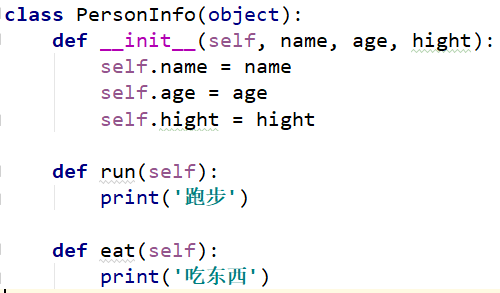 class PersonInfo(object):
    def __init__(self, name, age, hight):
        self.name = name
        self.age = age
        self.hight = hight
    def run(self):
        print('跑步')
    def eat(self):
        print('吃东西')